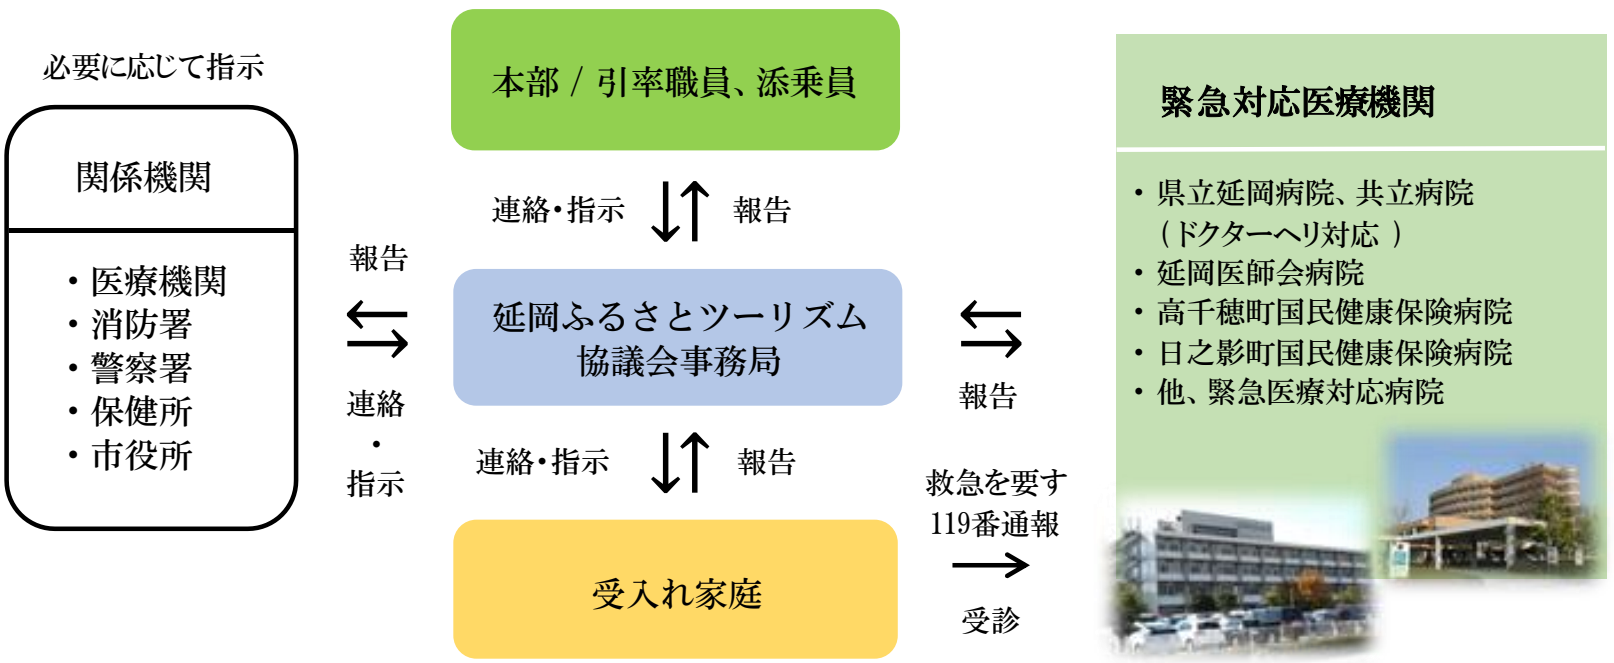 必要に応じて指示
関係機関
・医療機関
・消防署
・警察署
・保健所
・市役所
報告
連絡
・
指示
本部 / 引率職員、添乗員
連絡・指示
報告
延岡ふるさとツーリズム
協議会事務局
連絡・指示
報告
受入れ家庭
報告
救急を要す
119番通報
受診
緊急対応医療機関
・県立延岡病院、共立病院
(ドクターヘリ対応 )
・延岡医師会病院
・高千穂町国民健康保険病院
・日之影町国民健康保険病院
・他、緊急医療対応病院